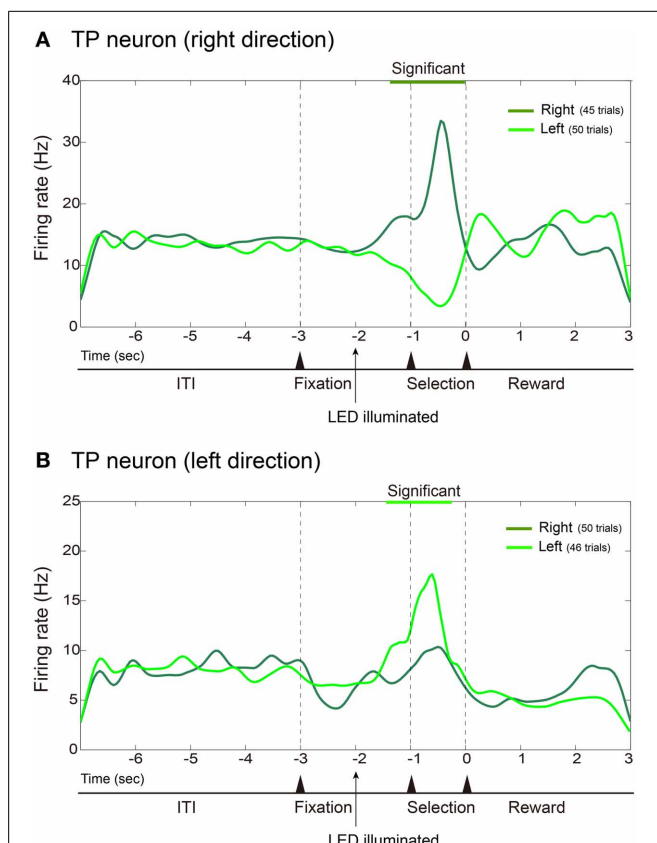 A TP neuron (right direction)
Significant
40
30
20
10
0
Firing rate (Hz)
Right (45 trials)
Left (50 trials)
-6 -5 -4 -3 -2 -1 0 1 2 3
Time (sec)
ITI Fixation Selection Reward
LED illuminated
B TP neuron (left direction)
Significant
25
20
15
10
5
0
Firing rate (Hz)
Right (50 trials)
Left (46 trials)
-6 -5 -4 -3 -2 -1 0 1 2 3
Time (sec)
ITI Fixation Selection Reward
LED illuminated